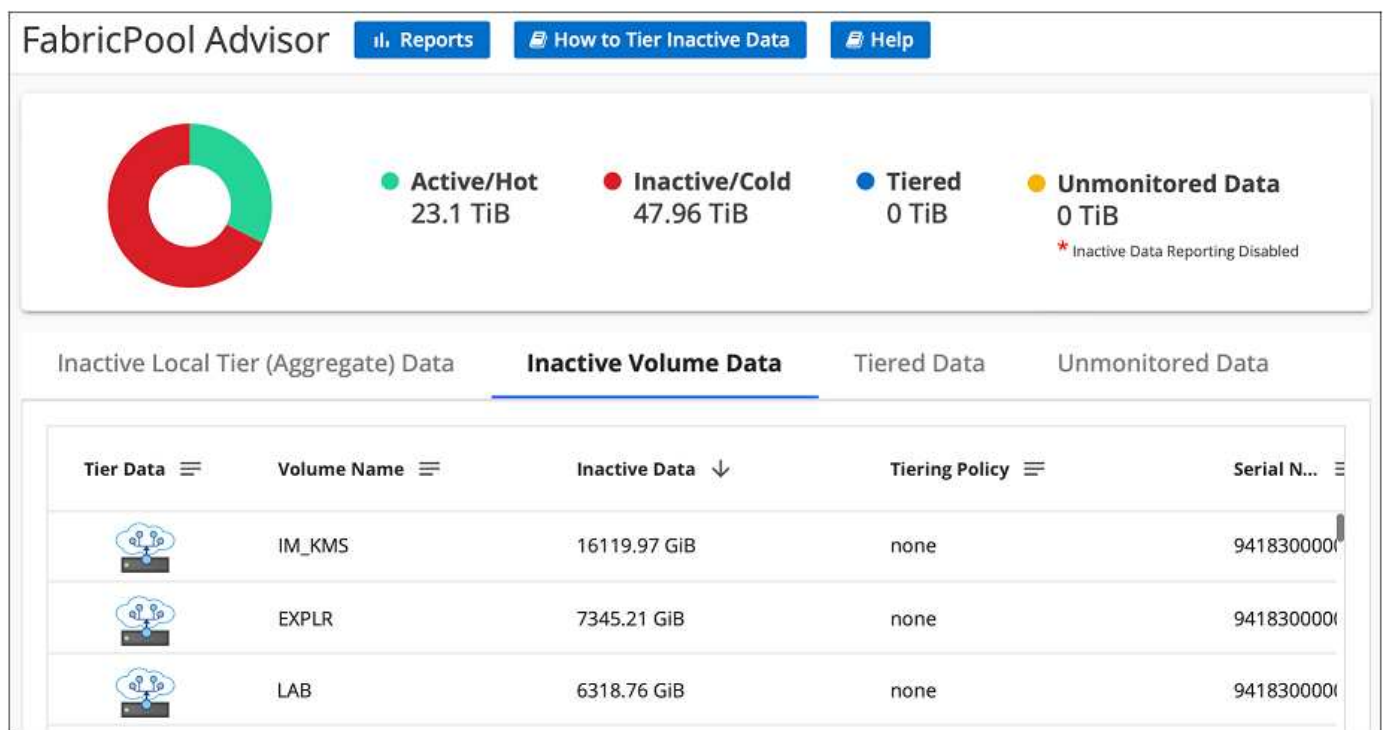 FabricPool Advisor Reports How to Tier Inactive Data Help
Active/Hot Inactive/Cold Tiered Unmonitored Data
23.1 TiB 47.96 TiB 0 TiB 0 TiB
* Inactive Data Reporting Disabled
Inactive Local Tier (Aggregate) Data Inactive Volume Data Tiered Data Unmonitored Data
Tier Data Volume Name Inactive Data Tiering Policy Serial N...
IM_KMS 16119.97 GiB none 9418300000
EXPLR 7345.21 GiB none 9418300000
LAB 6318.76 GiB none 9418300000